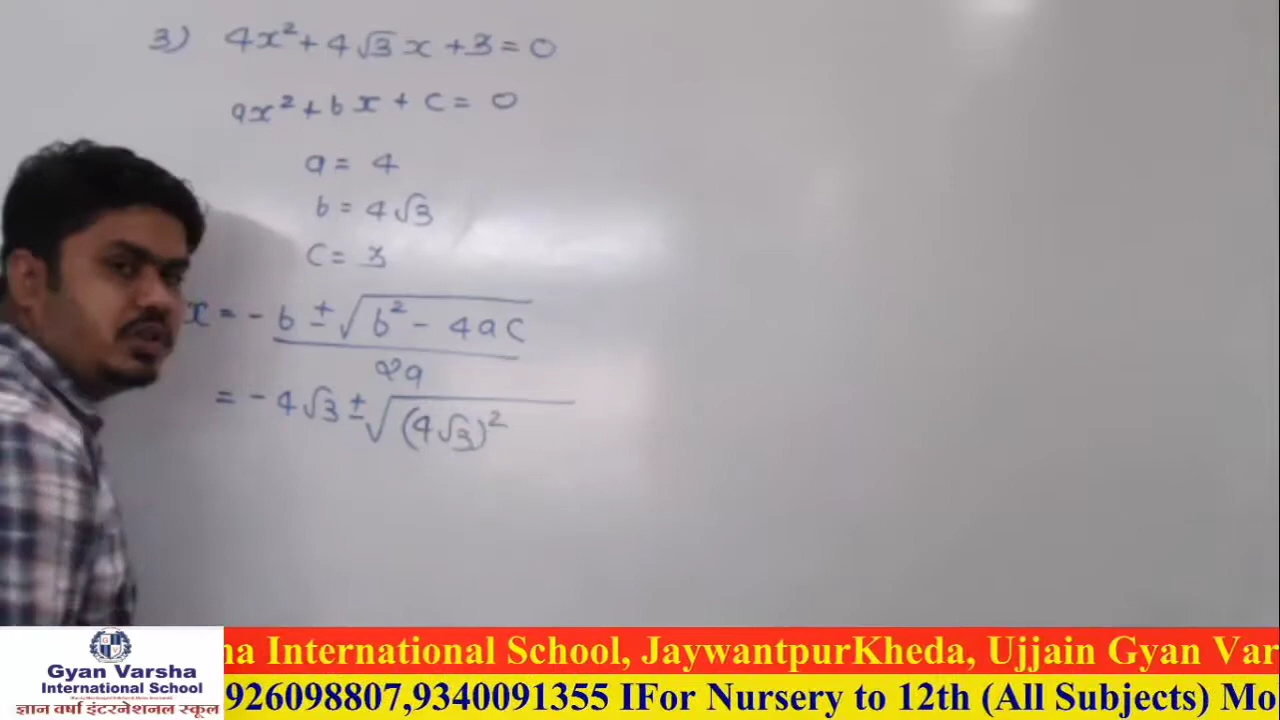 3) 4x² + 4√3 x + 3 = 0
ax² + bx + c = 0
a = 4
b = 4√3
c = 3
x = - b ± √b² - 4ac
2a
= - 4√3 ± √(4√3)²
ha International School, JaywantpurKheda, Ujjain Gyan Var
926098807,9340091355 IFor Nursery to 12th (All Subjects) Mo
Gyan Varsha
International School
ज्ञान वर्षा इंटरनेशनल स्कूल